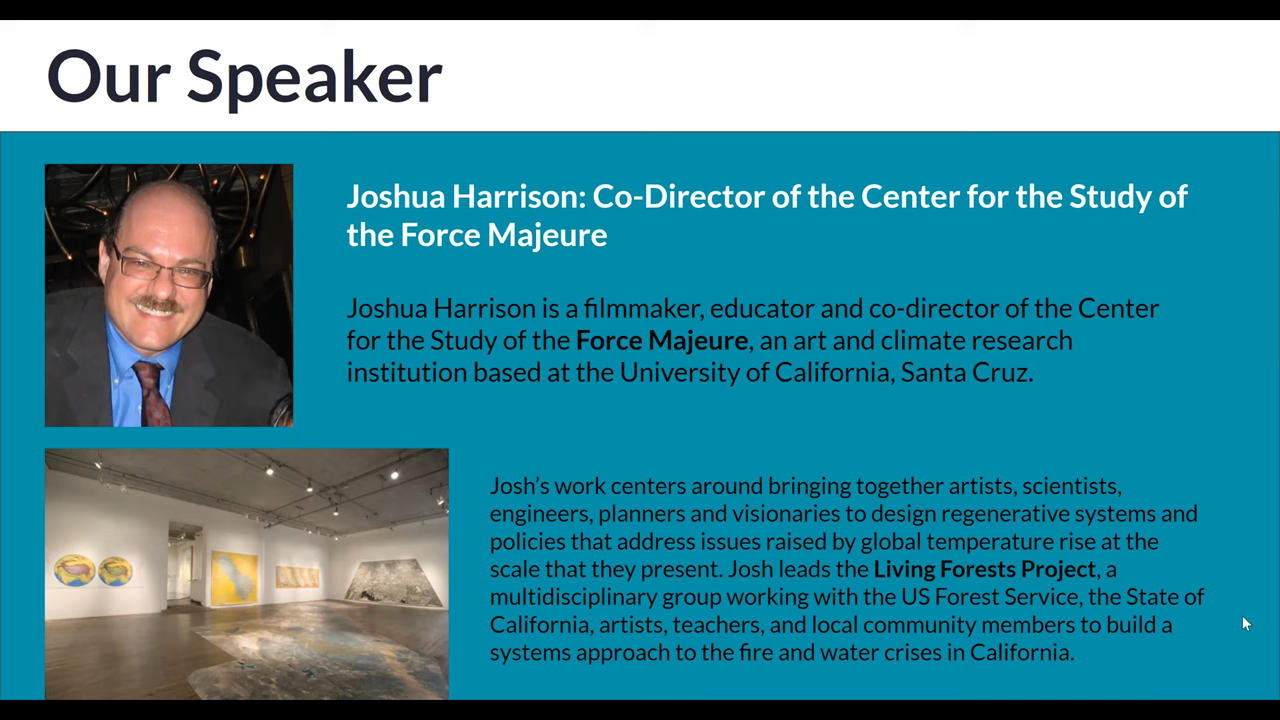 Our Speaker
Joshua Harrison: Co-Director of the Center for the Study of
the Force Majeure
Joshua Harrison is a filmmaker, educator and co-director of the Center
for the Study of the Force Majeure, an art and climate research
institution based at the University of California, Santa Cruz.
Josh’s work centers around bringing together artists, scientists,
engineers, planners and visionaries to design regenerative systems and
policies that address issues raised by global temperature rise at the
scale that they present. Josh leads the Living Forests Project, a
multidisciplinary group working with the US Forest Service, the State of
California, artists, teachers, and local community members to build a
systems approach to the fire and water crises in California.